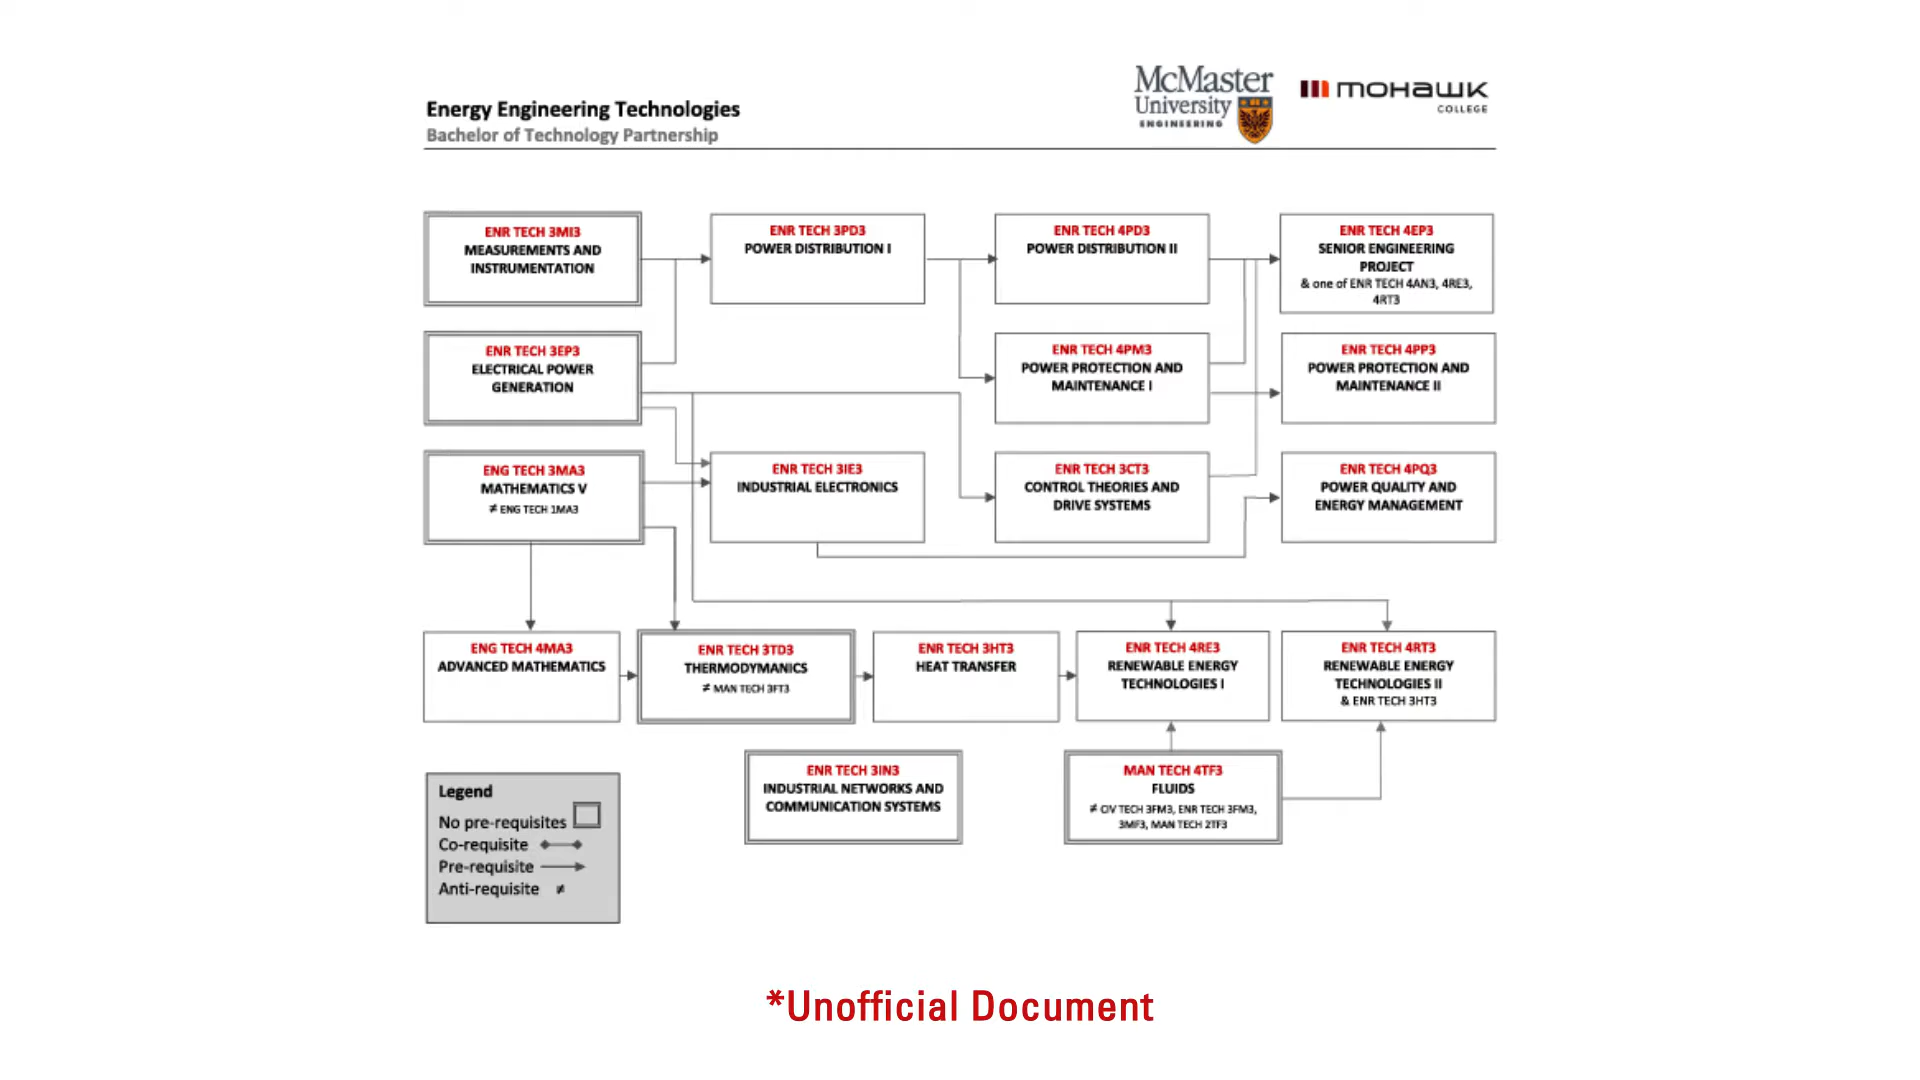 McMaster
University
ENGINEERING
mohawk
COLLEGE
Energy Engineering Technologies
Bachelor of Technology Partnership
ENR TECH 3MI3
MEASUREMENTS AND
INSTRUMENTATION
ENR TECH 3PD3
POWER DISTRIBUTION I
ENR TECH 4PD3
POWER DISTRIBUTION II
ENR TECH 4EP3
SENIOR ENGINEERING
PROJECT
& one of ENR TECH 4AN3, 4RE3,
4RT3
ENR TECH 3EP3
ELECTRICAL POWER
GENERATION
ENR TECH 4PM3
POWER PROTECTION AND
MAINTENANCE I
ENR TECH 4PP3
POWER PROTECTION AND
MAINTENANCE II
ENG TECH 3MA3
MATHEMATICS V
≠ ENG TECH 1MA3
ENR TECH 3IE3
INDUSTRIAL ELECTRONICS
ENR TECH 3CT3
CONTROL THEORIES AND
DRIVE SYSTEMS
ENR TECH 4PQ3
POWER QUALITY AND
ENERGY MANAGEMENT
ENG TECH 4MA3
ADVANCED MATHEMATICS
ENR TECH 3TD3
THERMODYMANICS
≠ MAN TECH 3FT3
ENR TECH 3HT3
HEAT TRANSFER
ENR TECH 4RE3
RENEWABLE ENERGY
TECHNOLOGIES I
ENR TECH 4RT3
RENEWABLE ENERGY
TECHNOLOGIES II
& ENR TECH 3HT3
ENR TECH 3IN3
INDUSTRIAL NETWORKS AND
COMMUNICATION SYSTEMS
MAN TECH 4TF3
FLUIDS
≠ CIV TECH 3FM3, ENR TECH 3FM3,
3MF3, MAN TECH 2TF3
Legend
No pre-requisites
Co-requisite
Pre-requisite
Anti-requisite ≠
*Unofficial Document